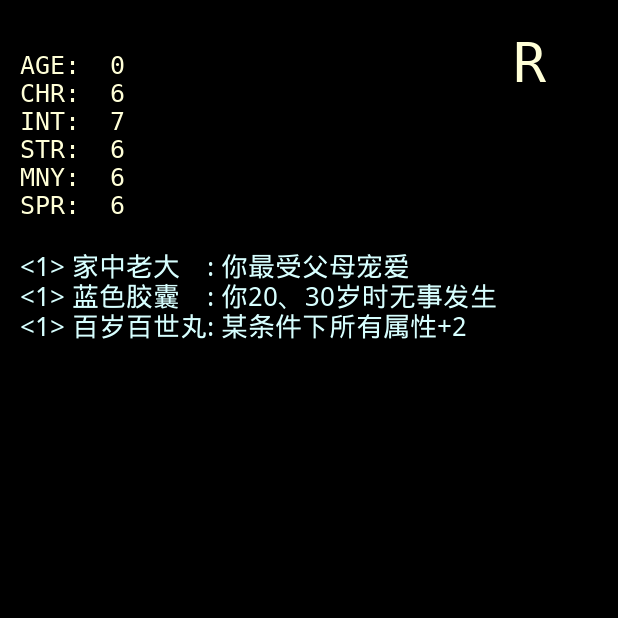 R
AGE: 0
CHR: 6
INT: 7
STR: 6
MNY: 6
SPR: 6
<1> 家中老大 : 你最受父母宠爱
<1> 蓝色胶囊 : 你20、30岁时无事发生
<1> 百岁百世丸: 某条件下所有属性+2